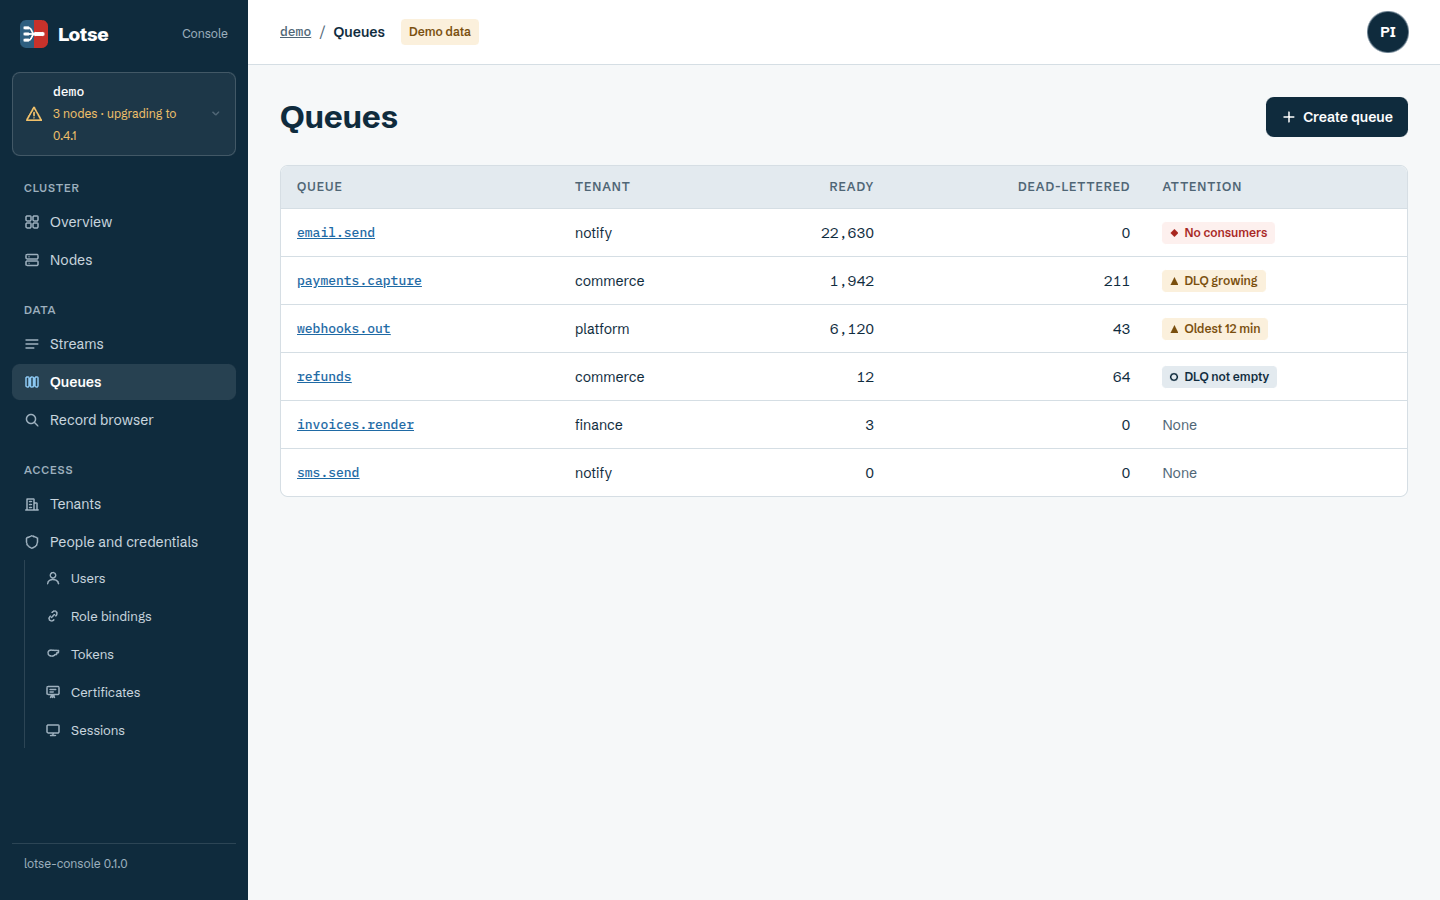 Lotse
Console
demo
3 nodes · upgrading to
0.4.1
CLUSTER
Overview
Nodes
DATA
Streams
Queues
Record browser
ACCESS
Tenants
People and credentials
Users
Role bindings
Tokens
Certificates
Sessions
lotse-console 0.1.0
demo / Queues Demo data
PI
Queues
Create queue
QUEUE TENANT READY DEAD-LETTERED ATTENTION
email.send notify 22,630 0 No consumers
payments.capture commerce 1,942 211 DLQ growing
webhooks.out platform 6,120 43 Oldest 12 min
refunds commerce 12 64 DLQ not empty
invoices.render finance 3 0 None
sms.send notify 0 0 None